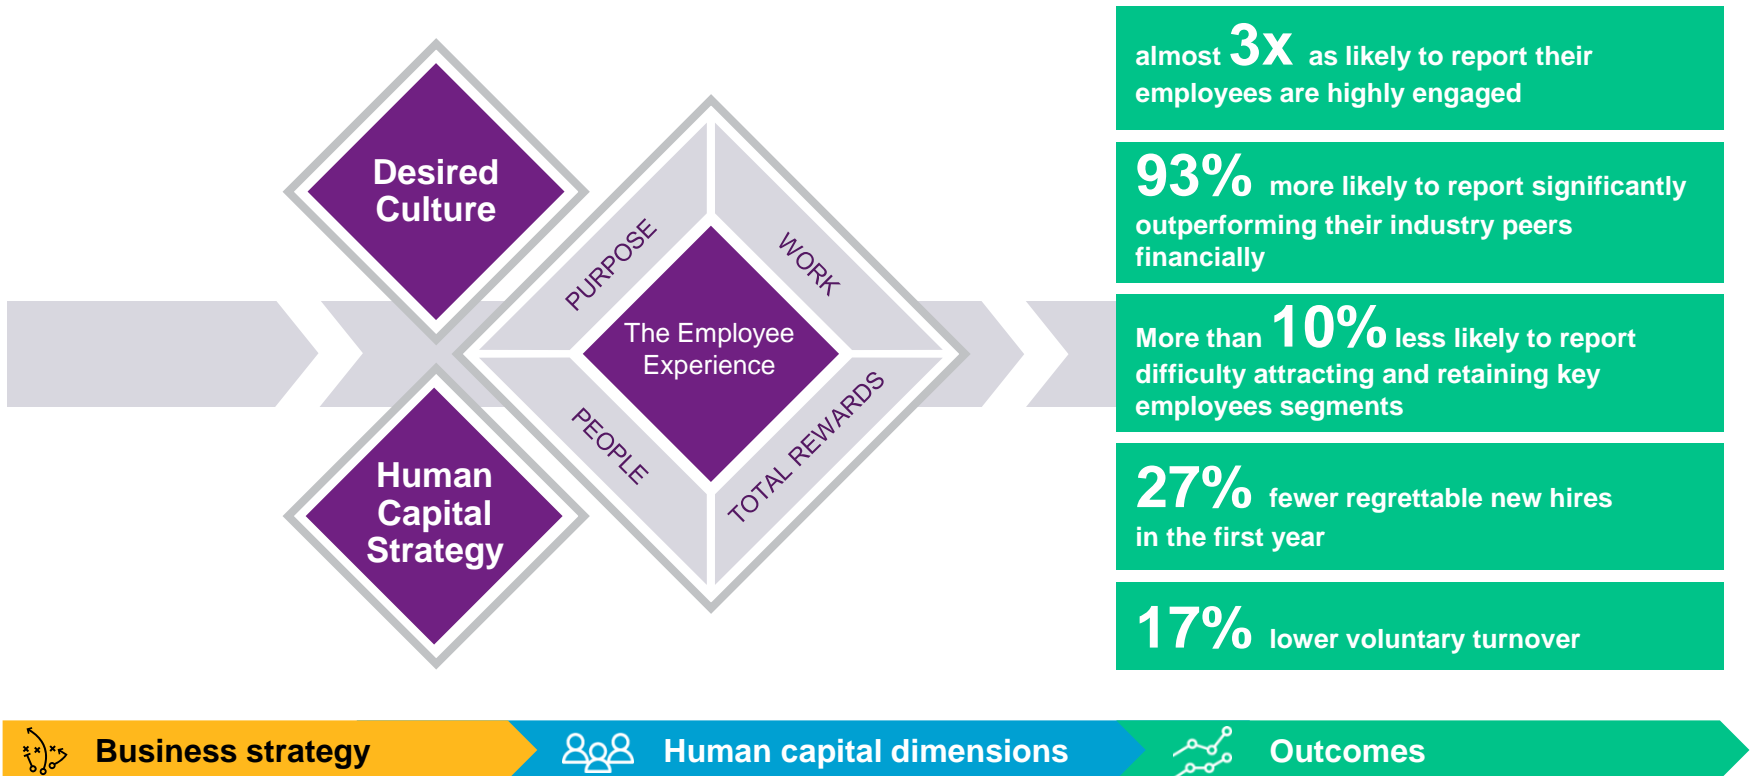 Desired
Culture
Human
Capital
Strategy
PURPOSE
WORK
The Employee
Experience
PEOPLE
TOTAL REWARDS
almost 3x as likely to report their
employees are highly engaged
93% more likely to report significantly
outperforming their industry peers
financially
More than 10% less likely to report
difficulty attracting and retaining key
employees segments
27% fewer regrettable new hires
in the first year
17% lower voluntary turnover
Business strategy
Human capital dimensions
Outcomes